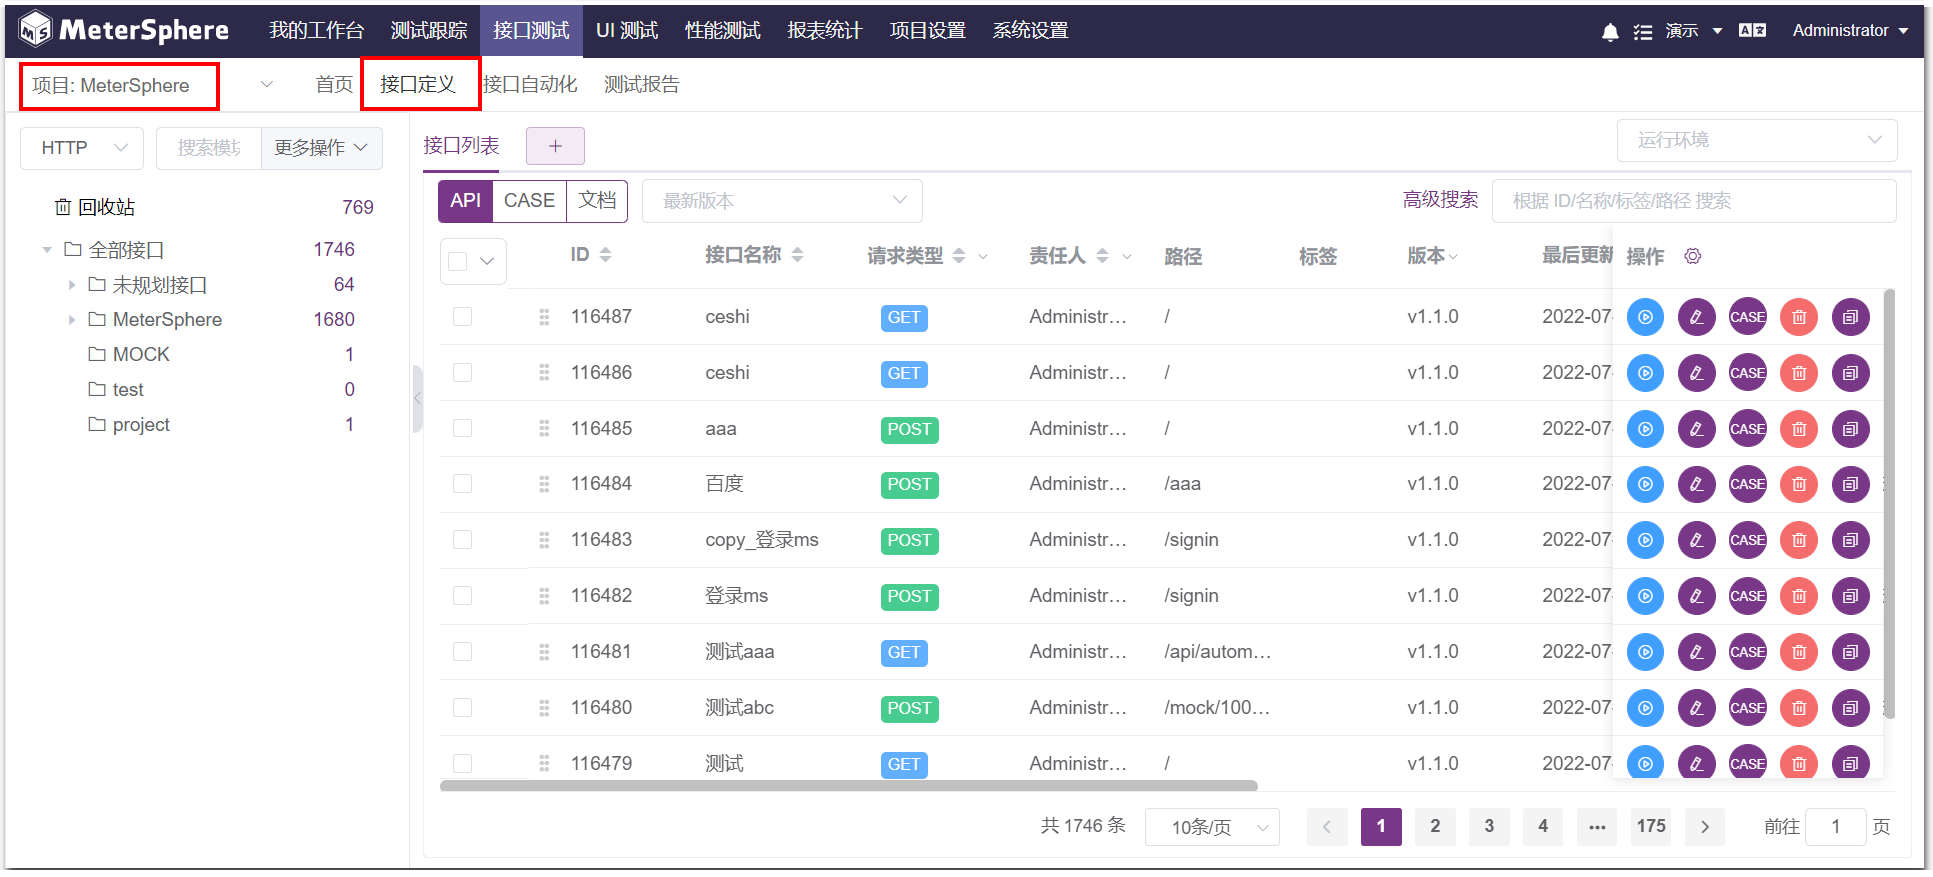 MeterSphere 我的工作台 测试跟踪 接口测试 UI 测试 性能测试 报表统计 项目设置 系统设置 演示 Administrator
项目: MeterSphere 首页 接口定义 接口自动化 测试报告
HTTP 搜索模块 更多操作 接口列表 + 运行环境
API CASE 文档 最新版本 高级搜索 根据 ID/名称/标签/路径 搜索
回收站 769
全部接口 1746
未规划接口 64
MeterSphere 1680
MOCK 1
test 0
project 1
ID 接口名称 请求类型 责任人 路径 标签 版本 最后更新 操作
116487 ceshi GET Administr... / v1.1.0 2022-07- CASE
116486 ceshi GET Administr... / v1.1.0 2022-07- CASE
116485 aaa POST Administr... / v1.1.0 2022-07- CASE
116484 百度 POST Administr... /aaa v1.1.0 2022-07- CASE
116483 copy_登录ms POST Administr... /signin v1.1.0 2022-07- CASE
116482 登录ms POST Administr... /signin v1.1.0 2022-07- CASE
116481 测试aaa GET Administr... /api/autom... v1.1.0 2022-07- CASE
116480 测试abc POST Administr... /mock/100... v1.1.0 2022-07- CASE
116479 测试 GET Administr... / v1.1.0 2022-07- CASE
共 1746 条 10条/页 1 2 3 4 ... 175 前往 1 页